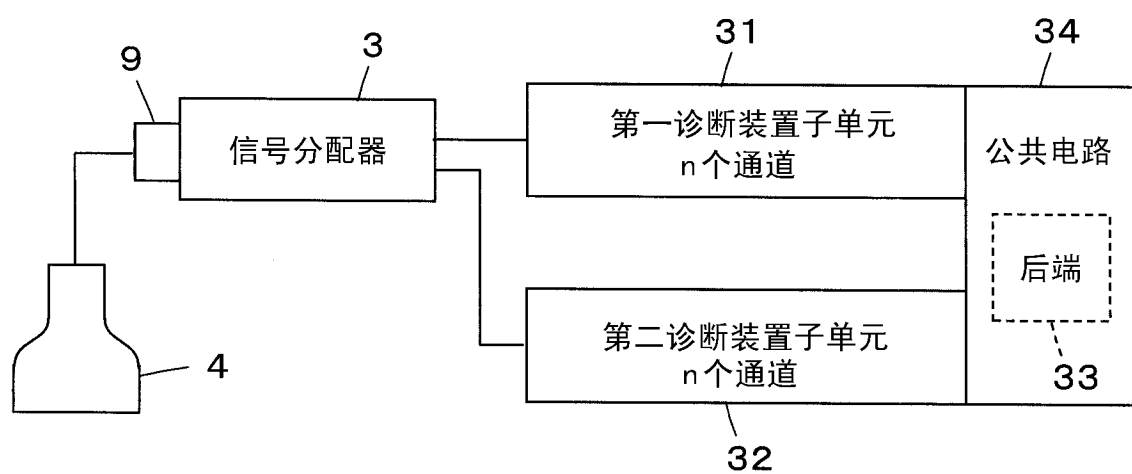 9
3
31
34
信号分配器
第一诊断装置子单元
n个通道
公共电路
后端
第二诊断装置子单元
n个通道
4
33
32